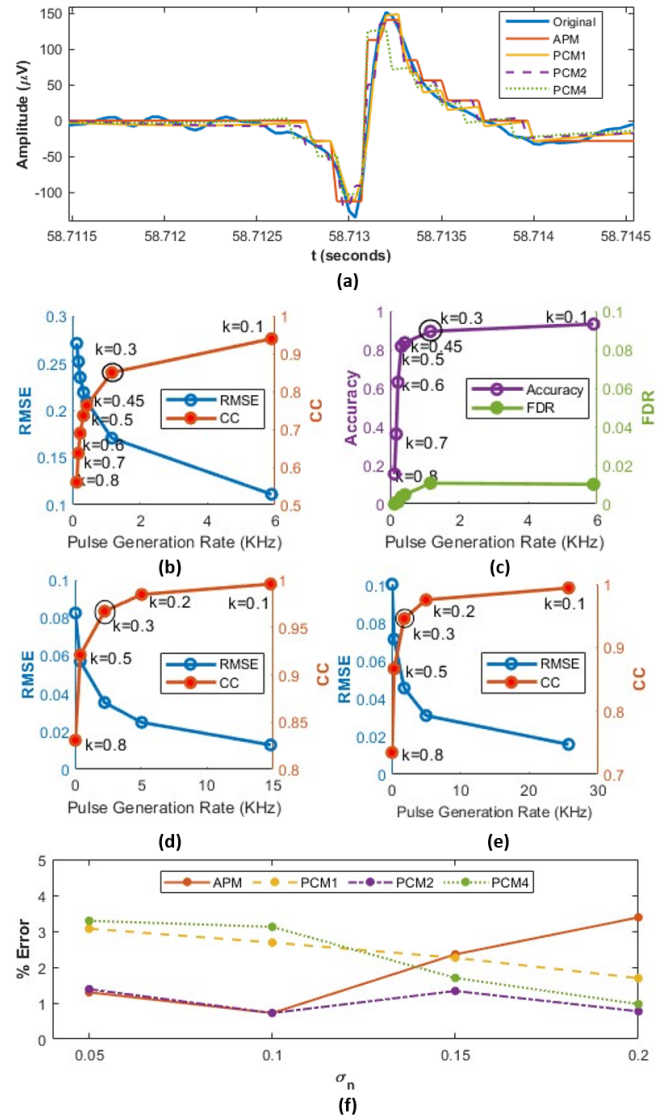 150
100
50
0
-50
-100
Amplitude (μV)
Original
APM
PCM1
PCM2
PCM4
58.7115 58.712 58.7125 58.713 58.7135 58.714 58.7145
t (seconds)
(a)
0.3
0.25
0.2
0.15
0.1
RMSE
1
0.9
0.8
0.7
0.6
0.5
CC
k=0.1
k=0.3
k=0.45
k=0.5
k=0.6
k=0.7
k=0.8
RMSE
CC
0 2 4 6
Pulse Generation Rate (KHz)
(b)
1
0.8
0.6
0.4
0.2
0
Accuracy
0.1
0.08
0.06
0.04
0.02
0
FDR
k=0.3
k=0.1
k=0.45
k=0.5
k=0.6
k=0.7
k=0.8
Accuracy
FDR
0 2 4 6
Pulse Generation Rate (KHz)
(c)
0.1
0.08
0.06
0.04
0.02
0
RMSE
1
0.95
0.9
0.85
0.8
CC
k=0.2
k=0.1
k=0.3
k=0.5
k=0.8
RMSE
CC
0 5 10 15
Pulse Generation Rate (KHz)
(d)
0.1
0.08
0.06
0.04
0.02
0
RMSE
1
0.9
0.8
0.7
CC
k=0.2
k=0.1
k=0.3
k=0.5
k=0.8
RMSE
CC
0 10 20 30
Pulse Generation Rate (KHz)
(e)
5
4
3
2
1
0
% Error
APM PCM1 PCM2 PCM4
0.05 0.1 0.15 0.2
σn
(f)